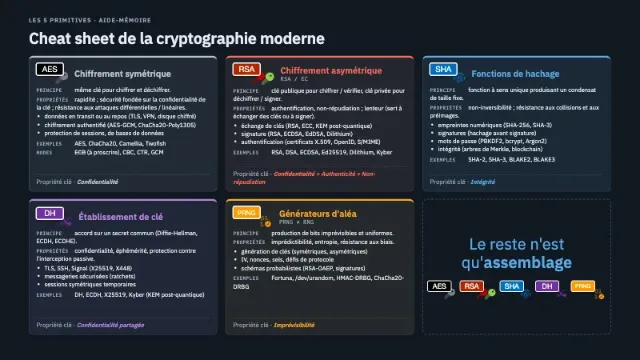 LES 5 PRIMITIVES · AIDE-MÉMOIRE
Cheat sheet de la cryptographie moderne
AES
Chiffrement symétrique
PRINCIPE même clé pour chiffrer et déchiffrer.
PROPRIÉTÉS rapidité ; sécurité fondée sur la confidentialité de
la clé ; résistance aux attaques différentielles / linéaires.
• données en transit ou au repos (TLS, VPN, disque chiffré)
• chiffrement authentifié (AES-GCM, ChaCha20-Poly1305)
• protection de sessions, de bases de données
EXEMPLES AES, ChaCha20, Camellia, Twofish
MODES ECB (à proscrire), CBC, CTR, GCM
Propriété clé · Confidentialité
RSA
Chiffrement asymétrique
RSA / EC
PRINCIPE clé publique pour chiffrer / vérifier, clé privée pour
déchiffrer / signer.
PROPRIÉTÉS authentification, non-répudiation ; lenteur (sert à
échanger des clés ou à signer).
• échange de clés (RSA, ECC, KEM post-quantique)
• signature (RSA, ECDSA, EdDSA, Dilithium)
• authentification (certificats X.509, OpenID, S/MIME)
EXEMPLES RSA, DSA, ECDSA, Ed25519, Dilithium, Kyber
Propriété clé · Confidentialité + Authenticité + Non-
répudiation
SHA
Fonctions de hachage
PRINCIPE fonction à sens unique produisant un condensat
de taille fixe.
PROPRIÉTÉS non-inversibilité ; résistance aux collisions et aux
préimages.
• empreintes numériques (SHA-256, SHA-3)
• signatures (hachage avant signature)
• mots de passe (PBKDF2, bcrypt, Argon2)
• intégrité (arbres de Merkle, blockchain)
EXEMPLES SHA-2, SHA-3, BLAKE2, BLAKE3
Propriété clé · Intégrité
DH
Établissement de clé
PRINCIPE accord sur un secret commun (Diffie-Hellman,
ECDH, ECDHE).
PROPRIÉTÉS confidentialité, éphémérité, protection contre
l'interception passive.
• TLS, SSH, Signal (X25519, X448)
• messageries sécurisées (ratchets)
• sessions symétriques temporaires
EXEMPLES DH, ECDH, X25519, Kyber (KEM post-quantique)
Propriété clé · Confidentialité partagée
PRNG
Générateurs d'aléa
PRNG & RNG
PRINCIPE production de bits imprévisibles et uniformes.
PROPRIÉTÉS imprédictibilité, entropie, résistance aux biais.
• génération de clés (symétriques, asymétriques)
• IV, nonces, sels, défis de protocole
• schémas probabilistes (RSA-OAEP, signatures)
EXEMPLES Fortuna, /dev/urandom, HMAC-DRBG, ChaCha20-
DRBG
Propriété clé · Imprévisibilité
Le reste n'est
qu'assemblage
AES RSA SHA DH PRNG